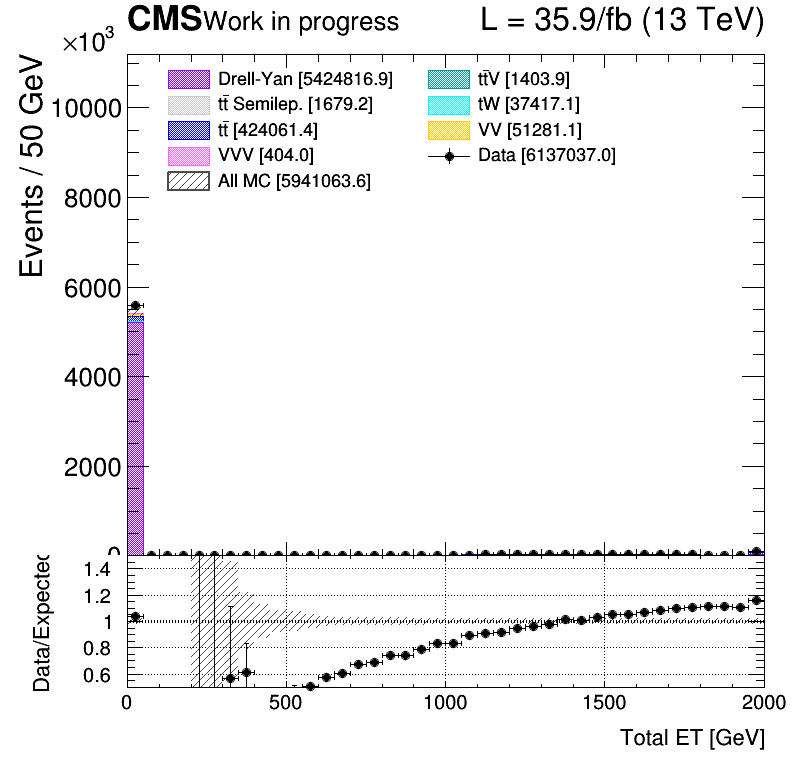 CMS Work in progress L = 35.9/fb (13 TeV)
×10³
Events / 50 GeV
Drell-Yan [5424816.9]
tt̄ Semilep. [1679.2]
tt̄ [424061.4]
VVV [404.0]
All MC [5941063.6]
tt̄V [1403.9]
tW [37417.1]
VV [51281.1]
Data [6137037.0]
10000
8000
6000
4000
2000
0
Data/Expected
1.4
1.2
1
0.8
0.6
0 500 1000 1500 2000
Total ET [GeV]